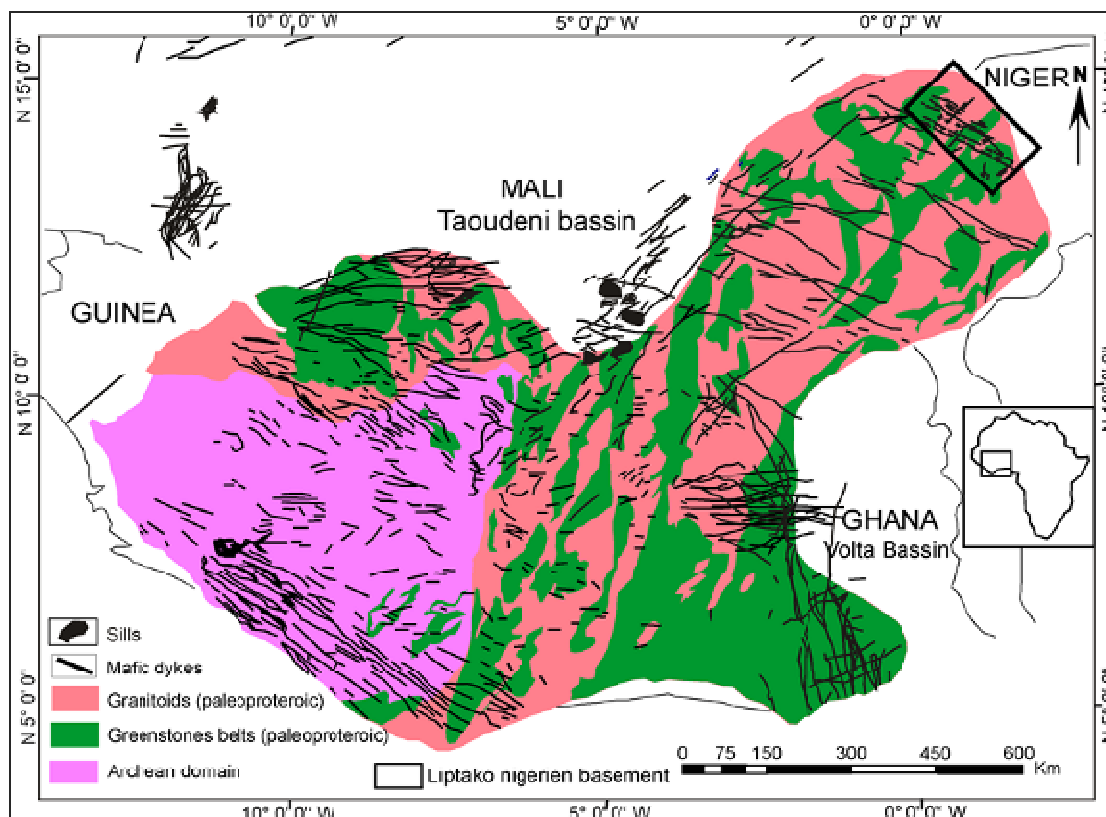 10° 0' 0" W
5° 0' 0" W
0° 0' 0" W
N 15° 0' 0"
NIGER
N
MALI
Taoudeni bassin
GUINEA
N 10° 0' 0"
GHANA
Volta Bassin
N 5° 0' 0"
Sills
Mafic dykes
Granitoids (paleoproteroic)
Greenstones belts (paleoproteroic)
Archean domain
Liptako nigerien basement
0 75 150 300 450 600
Km
10° 0' 0" W
5° 0' 0" W
0° 0' 0" W